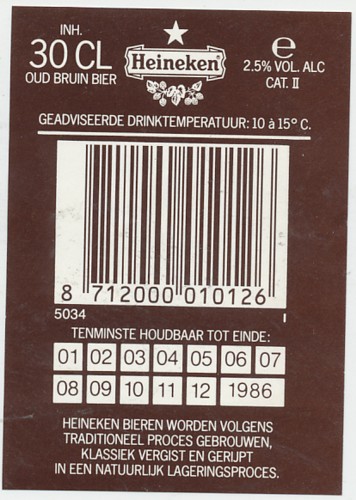 INH.
30 CL
OUD BRUIN BIER
Heineken
℮
2.5% VOL. ALC
CAT. II
GEADVISEERDE DRINKTEMPERATUUR: 10 à 15° C.
8 712000 010126
5034
TENMINSTE HOUDBAAR TOT EINDE:
01 02 03 04 05 06 07
08 09 10 11 12 1986
HEINEKEN BIEREN WORDEN VOLGENS
TRADITIONEEL PROCES GEBROUWEN,
KLASSIEK VERGIST EN GERIJPT
IN EEN NATUURLIJK LAGERINGSPROCES.